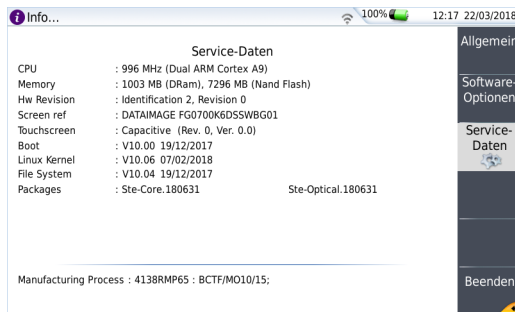 Info...
100%
12:17 22/03/2018
Service-Daten
CPU : 996 MHz (Dual ARM Cortex A9)
Memory : 1003 MB (DRam), 7296 MB (Nand Flash)
Hw Revision : Identification 2, Revision 0
Screen ref : DATAIMAGE FG0700K6DSSWBG01
Touchscreen : Capacitive (Rev. 0, Ver. 0.0)
Boot : V10.00 19/12/2017
Linux Kernel : V10.06 07/02/2018
File System : V10.04 19/12/2017
Packages : Ste-Core.180631 Ste-Optical.180631
Manufacturing Process : 4138RMP65 : BCTF/MO10/15;
Allgemein
Software-
Optionen
Service-
Daten
Beenden